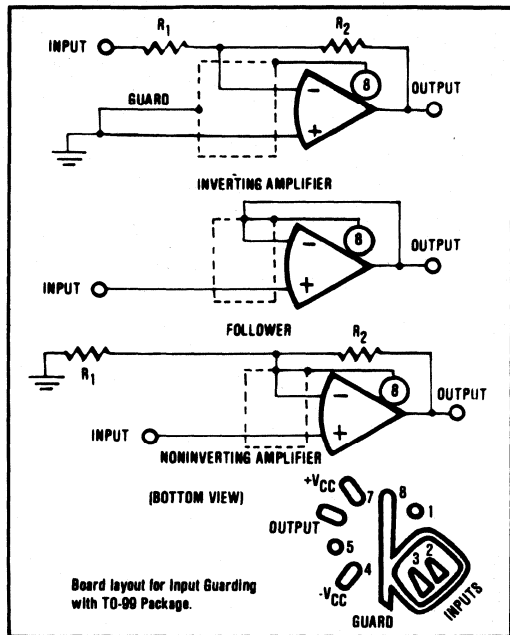 R1
R2
INPUT
8
OUTPUT
GUARD
−
+
INVERTING AMPLIFIER
8
OUTPUT
−
+
INPUT
FOLLOWER
R1
R2
8
OUTPUT
−
+
INPUT
NONINVERTING AMPLIFIER
(BOTTOM VIEW)
+VCC
7
8
1
OUTPUT
5
3
2
4
-VCC
INPUTS
GUARD
Board layout for Input Guarding
with TO-99 Package.